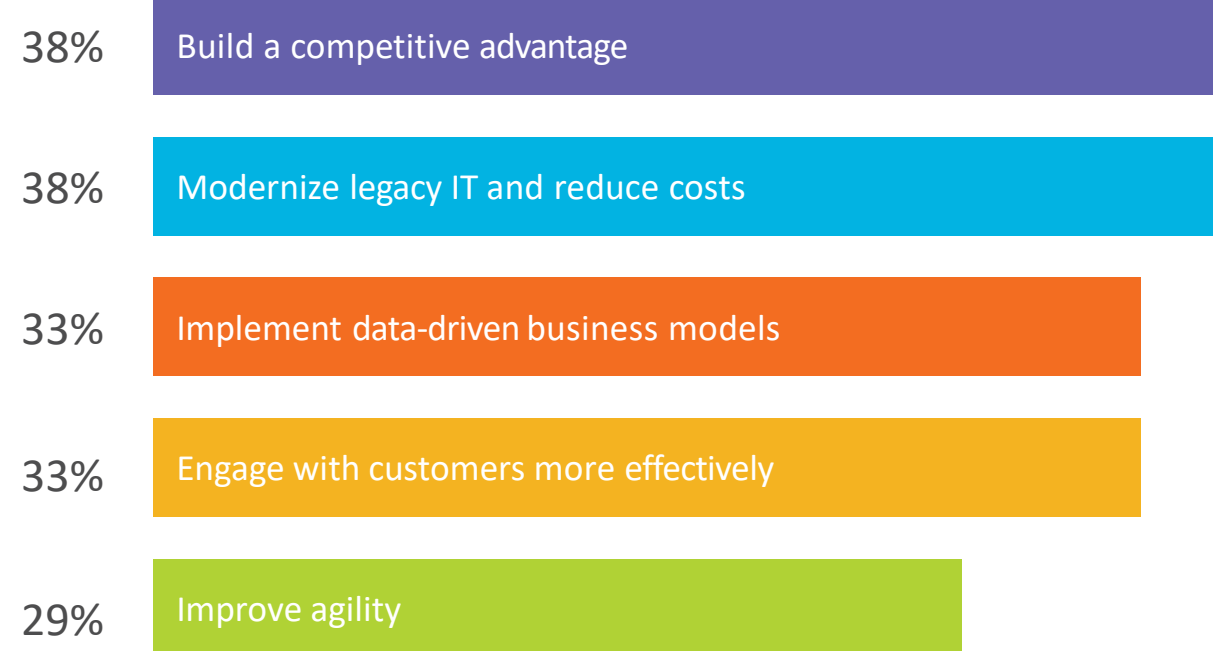 38% Build a competitive advantage
38% Modernize legacy IT and reduce costs
33% Implement data-driven business models
33% Engage with customers more effectively
29% Improve agility